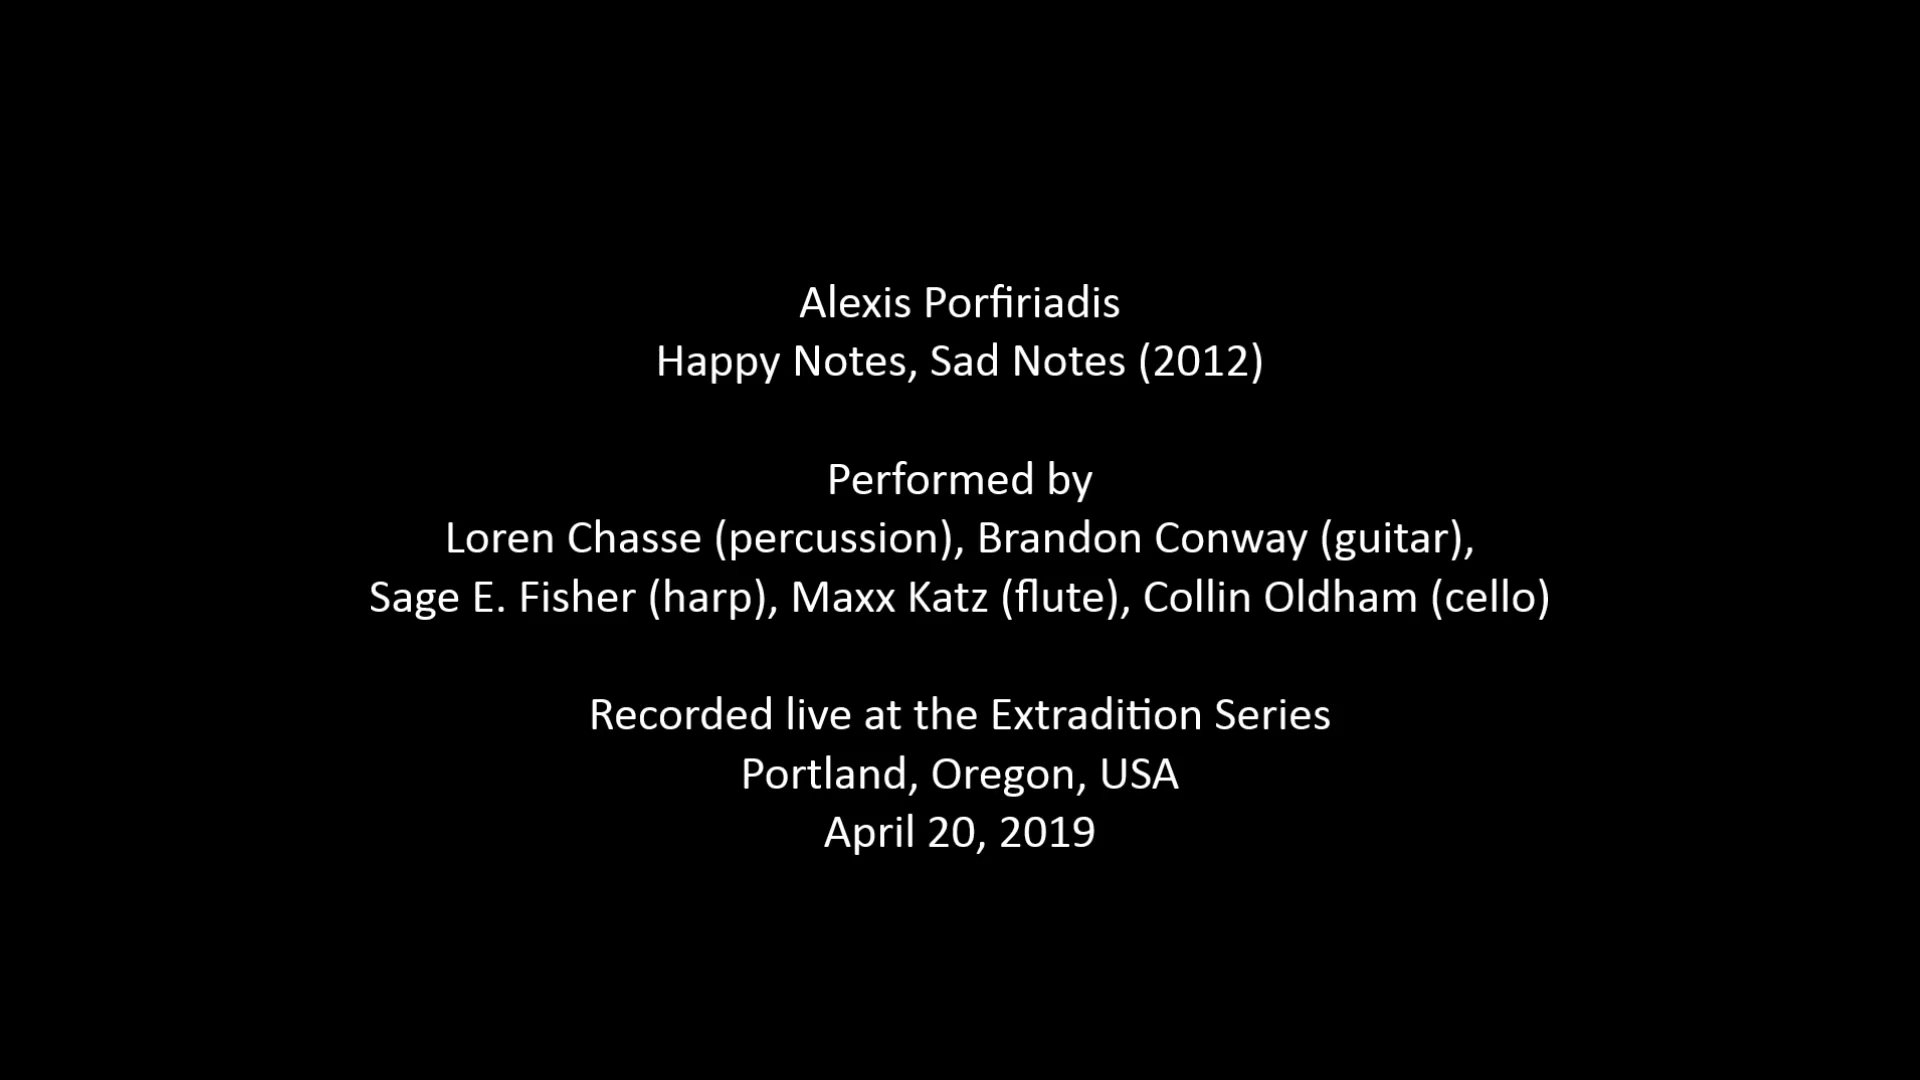 Alexis Porfiriadis
Happy Notes, Sad Notes (2012)
Performed by
Loren Chasse (percussion), Brandon Conway (guitar),
Sage E. Fisher (harp), Maxx Katz (flute), Collin Oldham (cello)
Recorded live at the Extradition Series
Portland, Oregon, USA
April 20, 2019